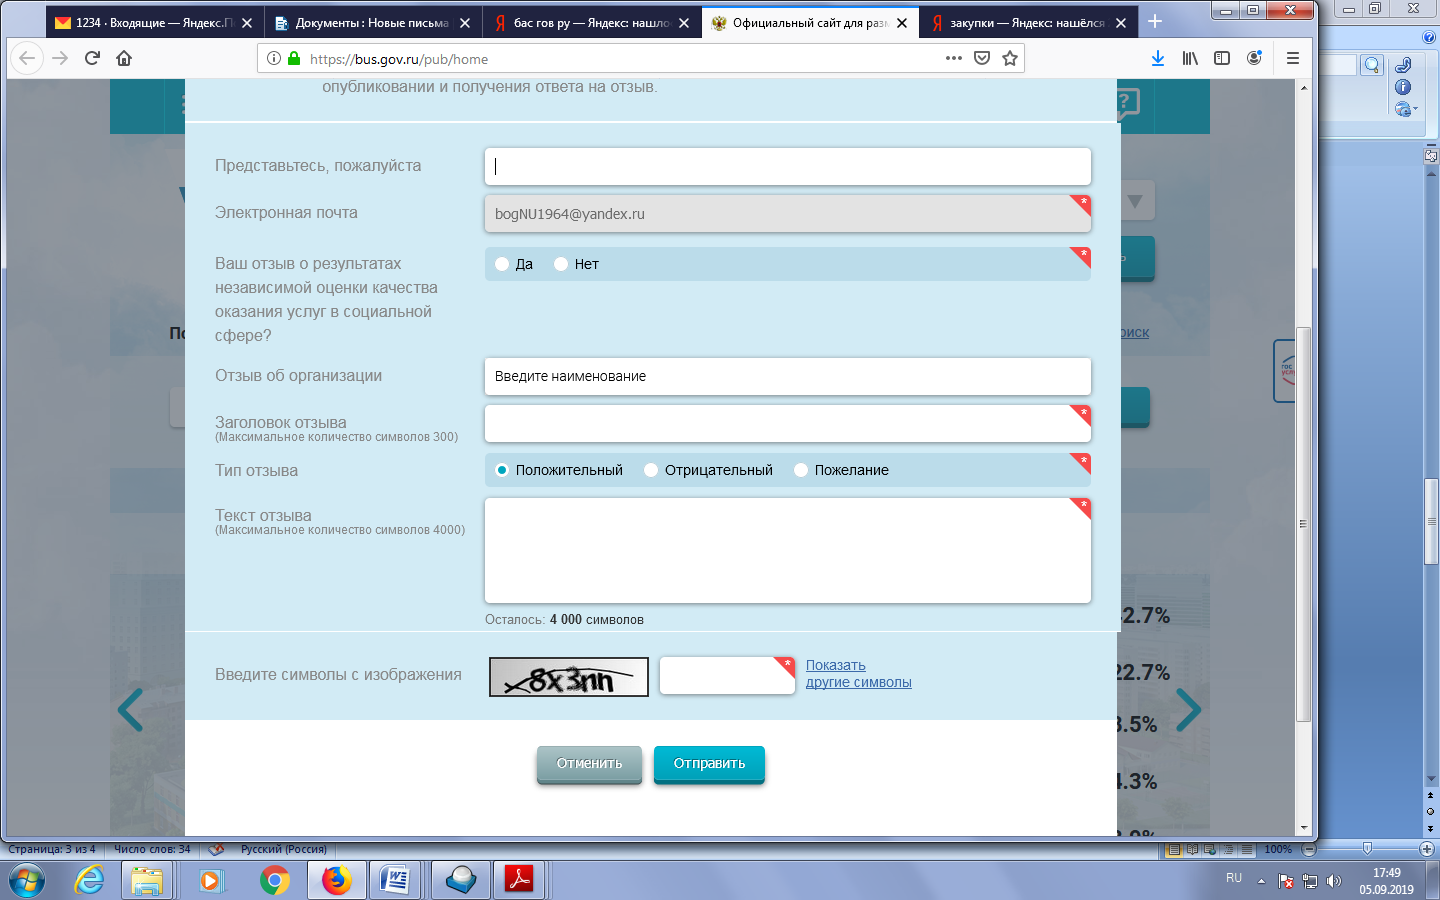 1234 · Входящие — Яндекс.П
Документы : Новые письма
бас гов ру — Яндекс: нашло
Официальный сайт для разм
закупки — Яндекс: нашёлся
https://bus.gov.ru/pub/home
опубликовании и получения ответа на отзыв.
Представьтесь, пожалуйста
Электронная почта
bogNU1964@yandex.ru
*
Ваш отзыв о результатах
независимой оценки качества
оказания услуг в социальной
сфере?
Да Нет
*
По
оиск
Отзыв об организации
Введите наименование
Заголовок отзыва
(Максимальное количество символов 300)
*
Тип отзыва
Положительный Отрицательный Пожелание
*
Текст отзыва
(Максимальное количество символов 4000)
*
Осталось: 4 000 символов
2.7%
Введите символы с изображения
8x3nn
*
Показать
другие символы
22.7%
3.5%
4.3%
Отменить Отправить
Страница: 3 из 4 Число слов: 34 Русский (Россия)
100%
RU
17:49
05.09.2019